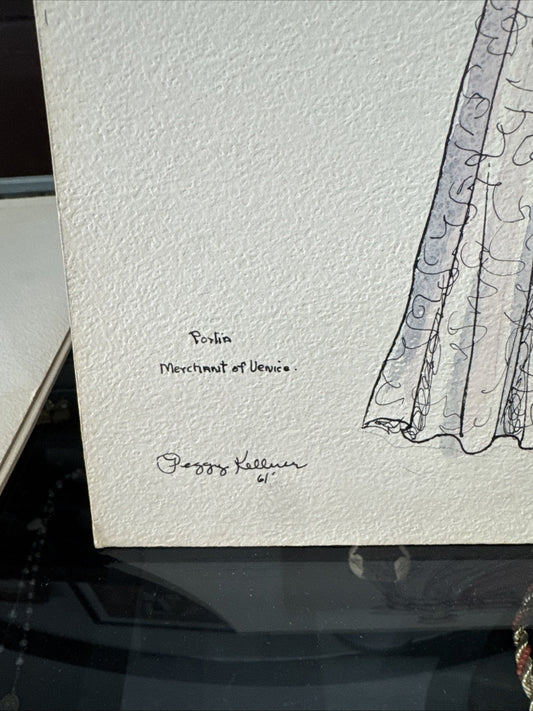 Portia
Merchant of Venice.
Peggy Kellner
61'